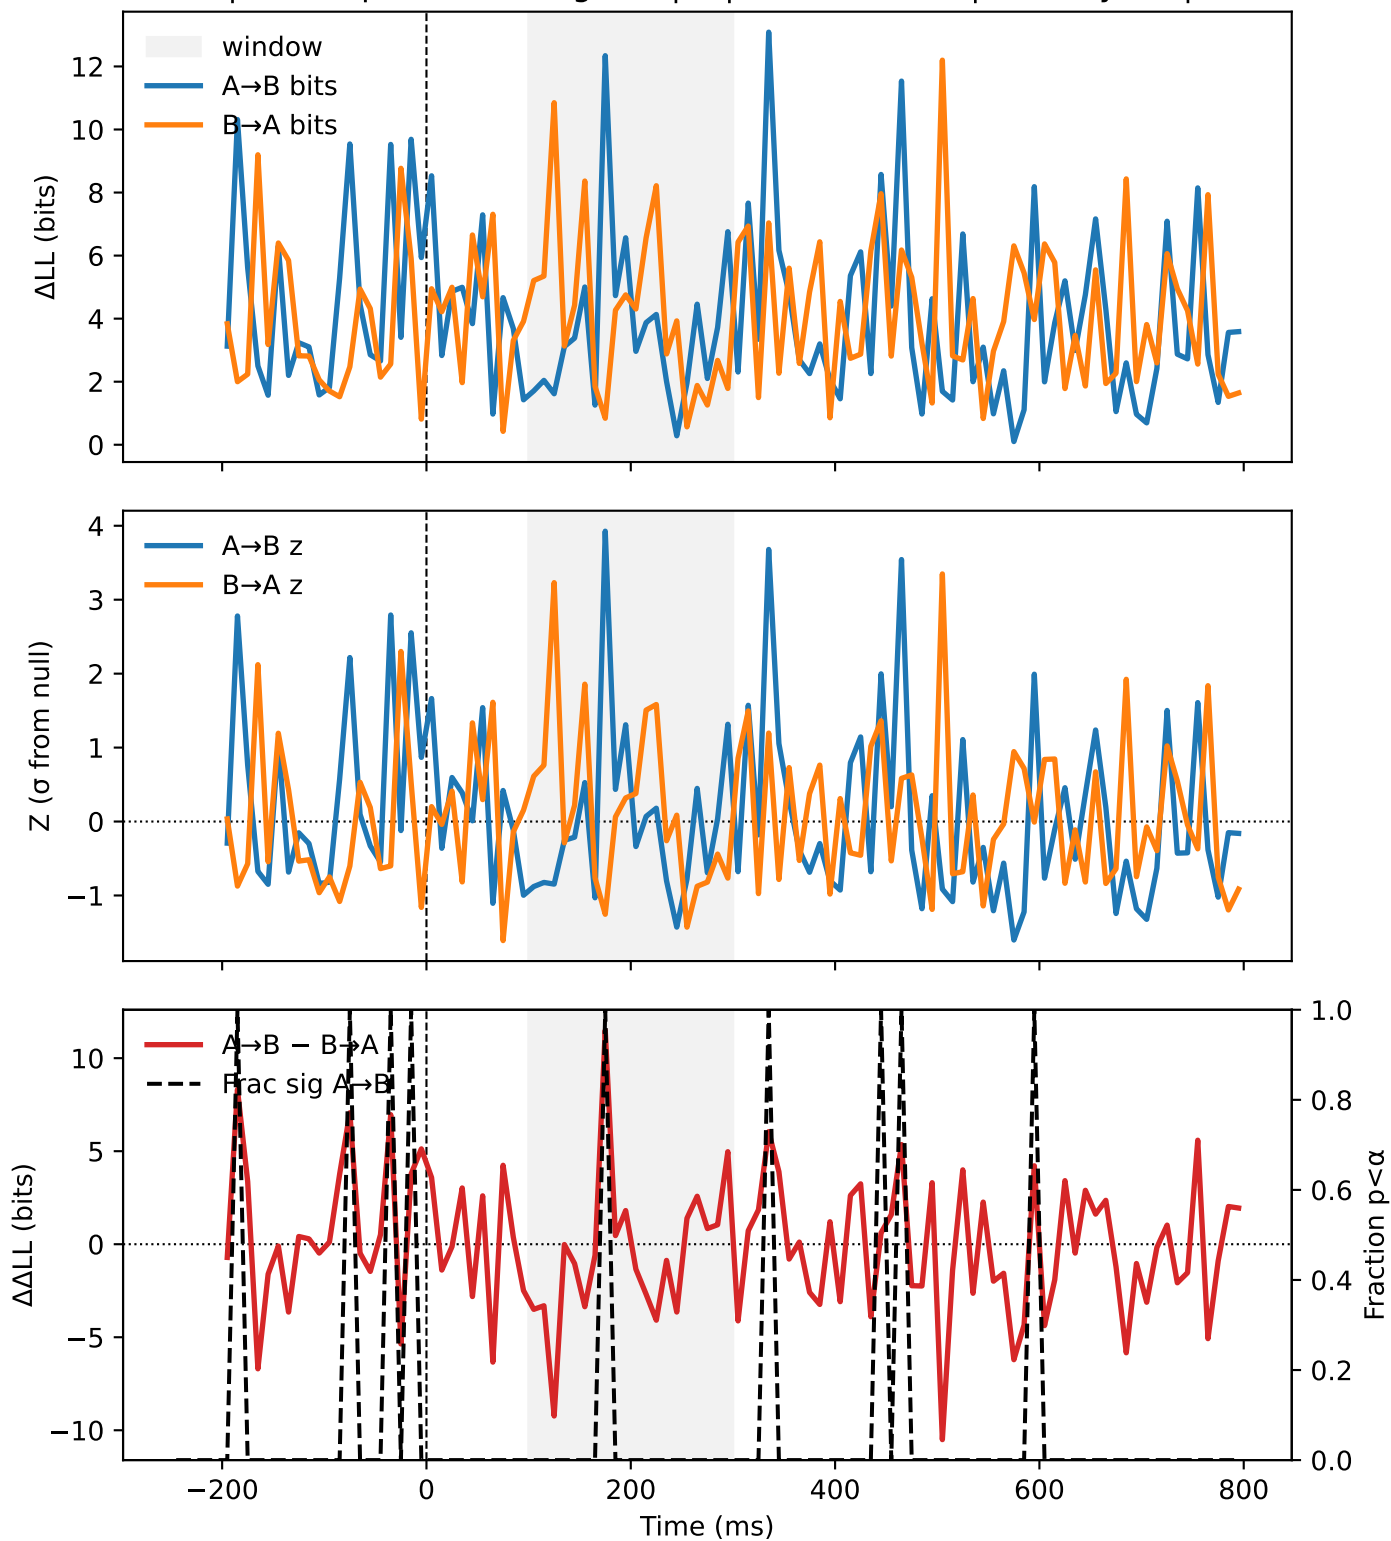 window
A→B bits
B→A bits
ΔLL (bits)
12
10
8
6
4
2
0
A→B z
B→A z
Z (σ from null)
4
3
2
1
0
−1
A→B − B→A
Frac sig A→B
ΔΔLL (bits)
10
5
0
−5
−10
1.0
0.8
0.6
0.4
0.2
0.0
Fraction p<α
−200
0
200
400
600
800
Time (ms)